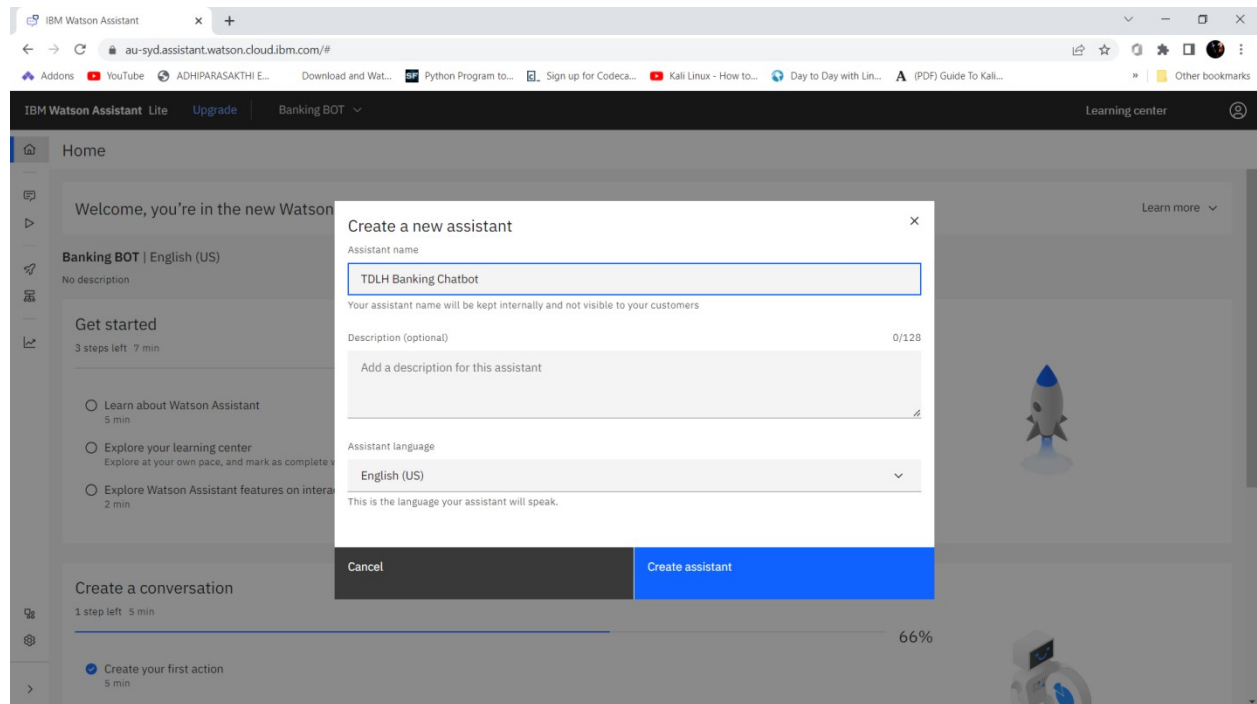 IBM Watson Assistant
au-syd.assistant.watson.cloud.ibm.com/#
Addons YouTube ADHIPARASAKTHI E... Download and Wat... SF Python Program to... Sign up for Codeca... Kali Linux - How to... Day to Day with Lin... A (PDF) Guide To Kali... » Other bookmarks
IBM Watson Assistant Lite Upgrade Banking BOT Learning center
Home
Welcome, you're in the new Watson
Learn more
Banking BOT | English (US)
No description
Get started
3 steps left 7 min
Learn about Watson Assistant
5 min
Explore your learning center
Explore at your own pace, and mark as complete
Explore Watson Assistant features on
2 min
Create a conversation
1 step left 5 min
66%
Create your first action
5 min
Create a new assistant
Assistant name
TDLH Banking Chatbot
Your assistant name will be kept internally and not visible to your customers
Description (optional) 0/128
Add a description for this assistant
Assistant language
English (US)
This is the language your assistant will speak.
Cancel Create assistant